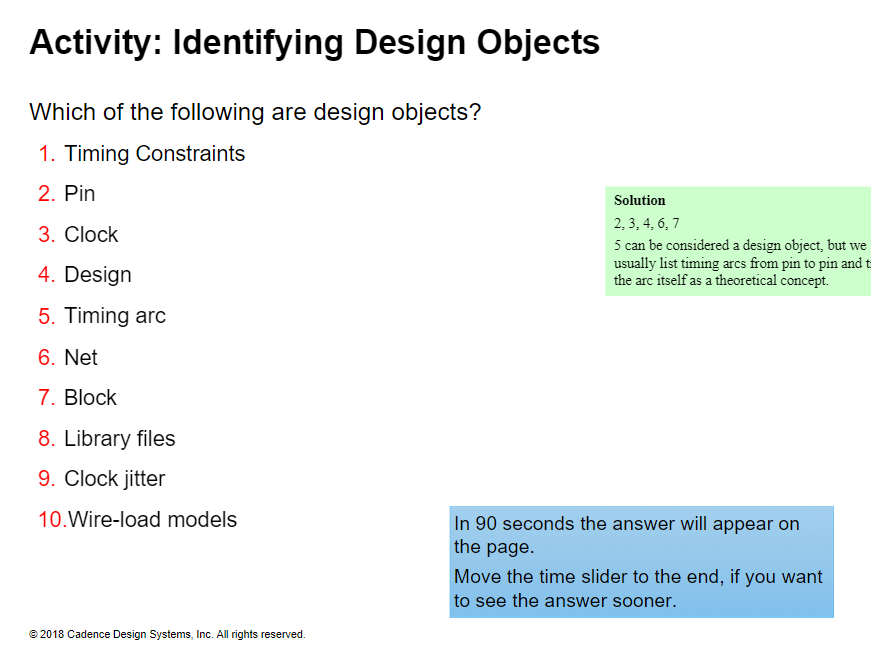 Activity: Identifying Design Objects
Which of the following are design objects?
1. Timing Constraints
2. Pin
3. Clock
4. Design
5. Timing arc
6. Net
7. Block
8. Library files
9. Clock jitter
10.Wire-load models
Solution
2, 3, 4, 6, 7
5 can be considered a design object, but we
usually list timing arcs from pin to pin and
the arc itself as a theoretical concept.
In 90 seconds the answer will appear on
the page.
Move the time slider to the end, if you want
to see the answer sooner.
© 2018 Cadence Design Systems, Inc. All rights reserved.